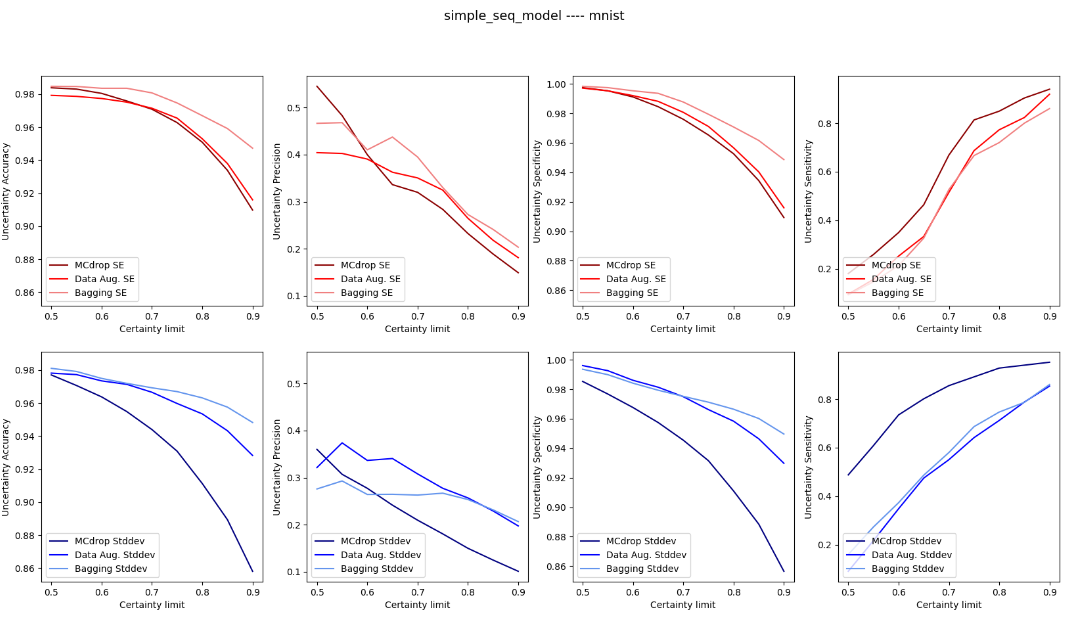 simple_seq_model ---- mnist
Uncertainty Accuracy
0.98
0.96
0.94
0.92
0.90
0.88
0.86
MCdrop SE
Data Aug. SE
Bagging SE
0.5 0.6 0.7 0.8 0.9
Certainty limit
Uncertainty Precision
0.5
0.4
0.3
0.2
0.1
MCdrop SE
Data Aug. SE
Bagging SE
0.5 0.6 0.7 0.8 0.9
Certainty limit
Uncertainty Specificity
1.00
0.98
0.96
0.94
0.92
0.90
0.88
0.86
MCdrop SE
Data Aug. SE
Bagging SE
0.5 0.6 0.7 0.8 0.9
Certainty limit
Uncertainty Sensitivity
0.8
0.6
0.4
0.2
MCdrop SE
Data Aug. SE
Bagging SE
0.5 0.6 0.7 0.8 0.9
Certainty limit
Uncertainty Accuracy
0.98
0.96
0.94
0.92
0.90
0.88
0.86
MCdrop Stddev
Data Aug. Stddev
Bagging Stddev
0.5 0.6 0.7 0.8 0.9
Certainty limit
Uncertainty Precision
0.5
0.4
0.3
0.2
0.1
MCdrop Stddev
Data Aug. Stddev
Bagging Stddev
0.5 0.6 0.7 0.8 0.9
Certainty limit
Uncertainty Specificity
1.00
0.98
0.96
0.94
0.92
0.90
0.88
0.86
MCdrop Stddev
Data Aug. Stddev
Bagging Stddev
0.5 0.6 0.7 0.8 0.9
Certainty limit
Uncertainty Sensitivity
0.8
0.6
0.4
0.2
MCdrop Stddev
Data Aug. Stddev
Bagging Stddev
0.5 0.6 0.7 0.8 0.9
Certainty limit